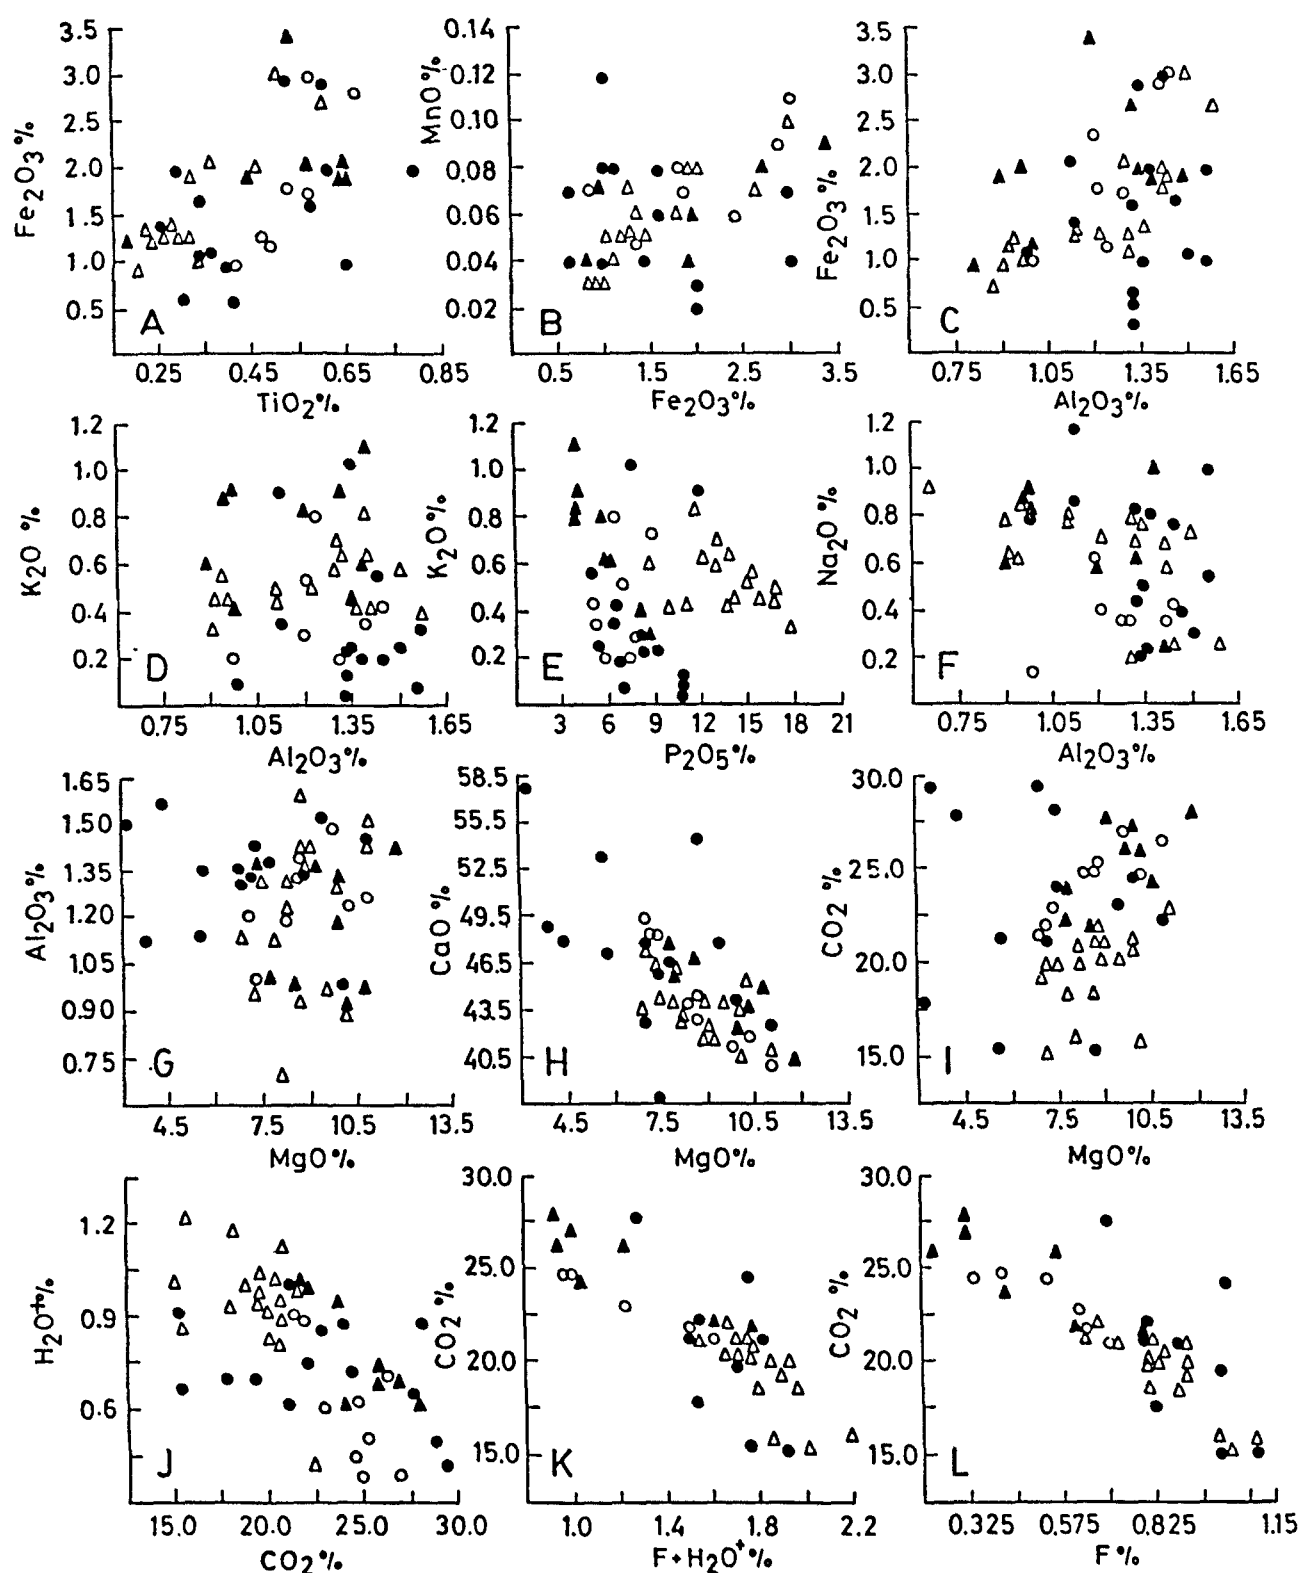 3.5
3.0
2.5
2.0
1.5
1.0
0.5
Fe2O3%
A
0.25 0.45 0.65 0.85
TiO2%
0.14
0.12
0.10
0.08
0.06
0.04
0.02
MnO%
B
0.5 1.5 2.5 3.5
Fe2O3%
3.5
3.0
2.5
2.0
1.5
1.0
0.5
Fe2O3%
C
0.75 1.05 1.35 1.65
Al2O3%
1.2
1.0
0.8
0.6
0.4
0.2
K2O %
D
0.75 1.05 1.35 1.65
Al2O3%
1.2
1.0
0.8
0.6
0.4
0.2
K2O%
E
3 6 9 12 15 18 21
P2O5%
1.2
1.0
0.8
0.6
0.4
0.2
Na2O %
F
0.75 1.05 1.35 1.65
Al2O3%
1.65
1.50
1.35
1.20
1.05
0.90
0.75
Al2O3%
G
4.5 7.5 10.5 13.5
MgO%
58.5
55.5
52.5
49.5
46.5
43.5
40.5
CaO %
H
4.5 7.5 10.5 13.5
MgO%
30.0
25.0
20.0
15.0
CO2 %
I
4.5 7.5 10.5 13.5
MgO%
1.2
0.9
0.6
H2O+%
J
15.0 20.0 25.0 30.0
CO2%
30.0
25.0
20.0
15.0
CO2 %
K
1.0 1.4 1.8 2.2
F+H2O+%
30.0
25.0
20.0
15.0
CO2 %
L
0.325 0.575 0.825 1.15
F%